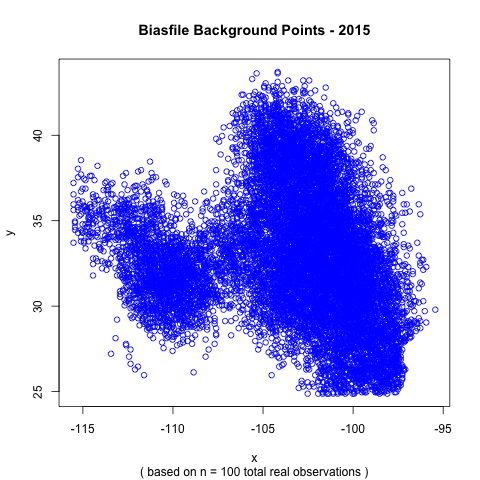 Biasfile Background Points - 2015
40
35
30
25
y
-115 -110 -105 -100 -95
x
( based on n = 100 total real observations )